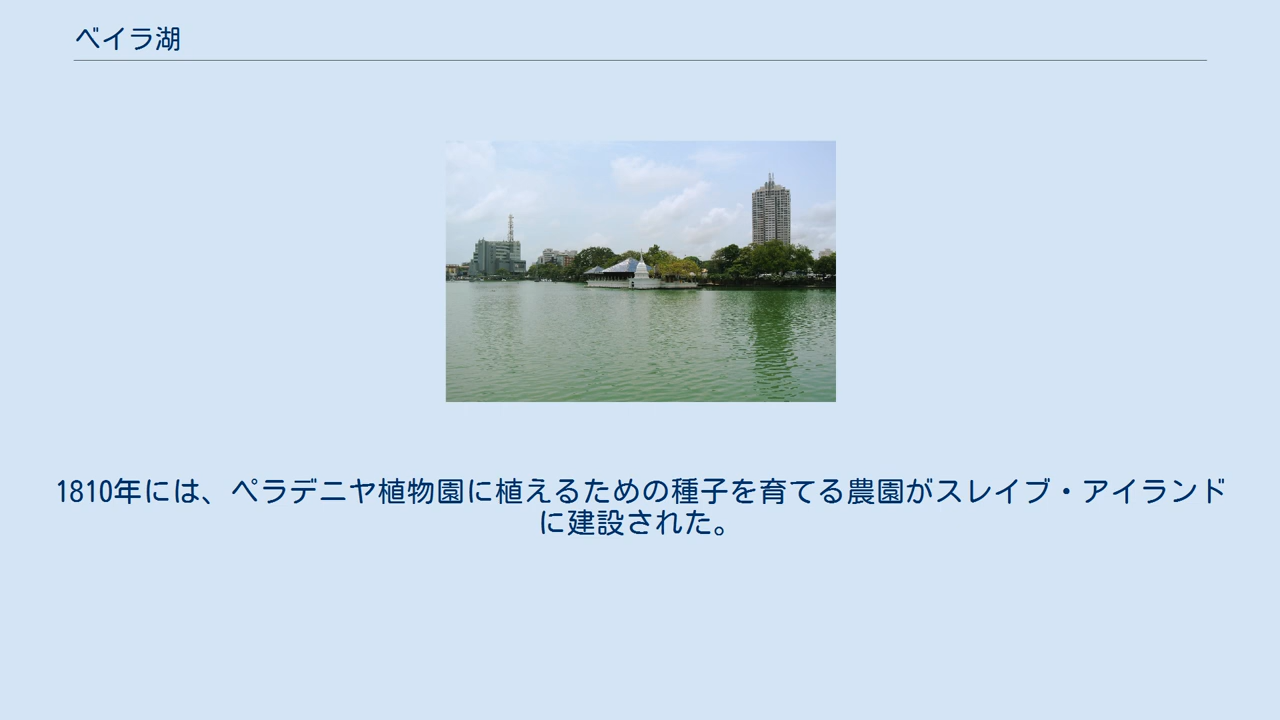 ベイラ湖
1810年には、ペラデニヤ植物園に植えるための種子を育てる農園がスレイブ・アイランド
に建設された。